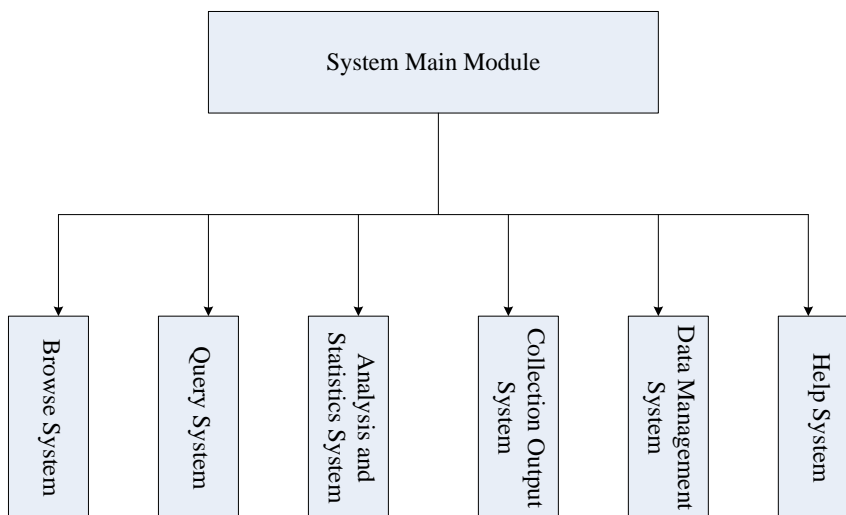 System Main Module
Browse System
Query System
Analysis and
Statistics System
Collection Output
System
Data Management
System
Help System